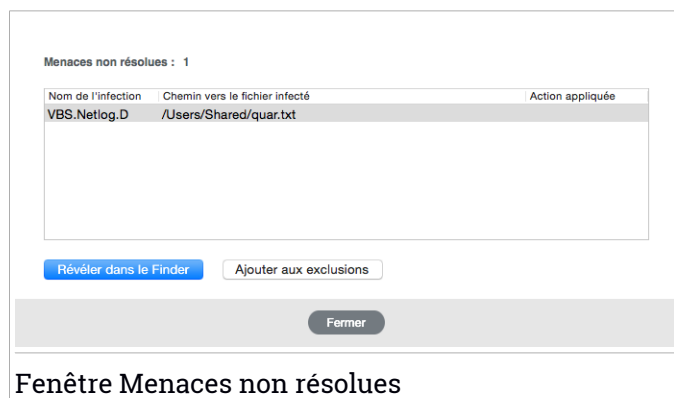 Menaces non résolues : 1
Nom de l'infection Chemin vers le fichier infecté Action appliquée
VBS.Netlog.D /Users/Shared/quar.txt
Révéler dans le Finder Ajouter aux exclusions
Fermer
Fenêtre Menaces non résolues